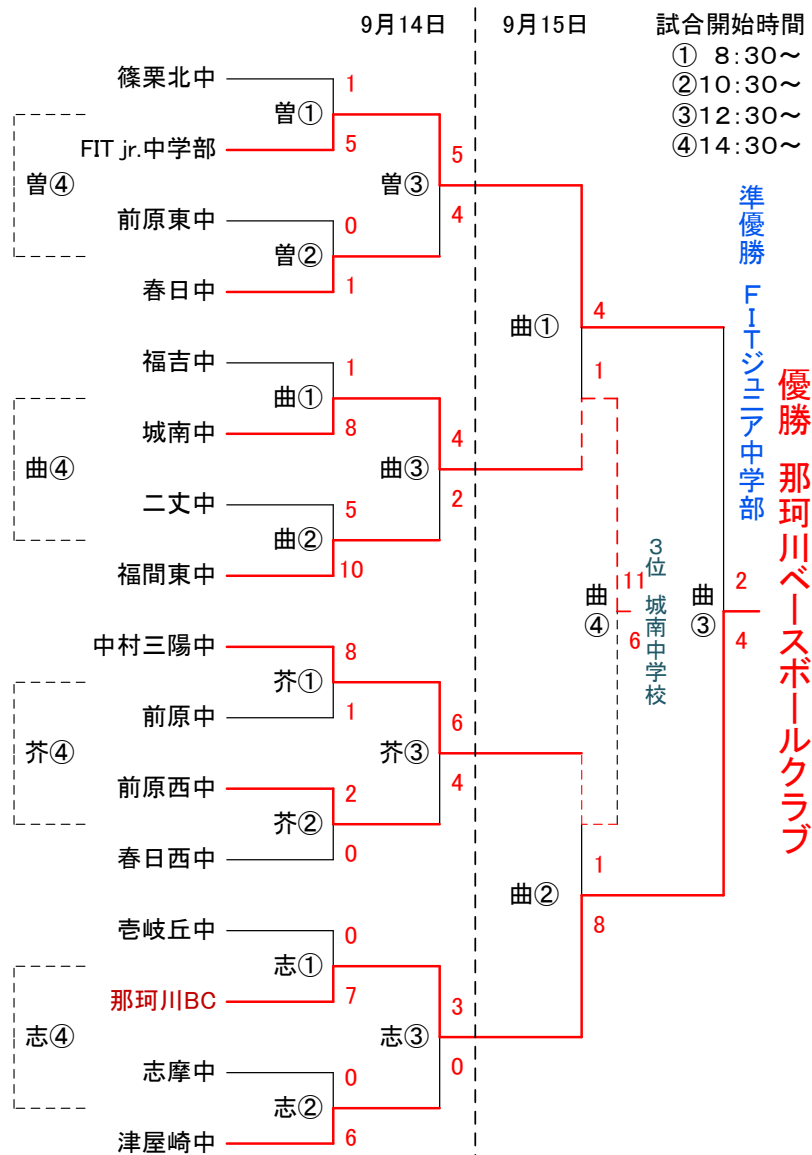 9月14日
9月15日
試合開始時間
① 8:30～
②10:30～
③12:30～
④14:30～
篠栗北中
1
曽①
FIT jr.中学部
5
5
曽④
曽③
前原東中
0
4
曽②
春日中
1
4
曲①
福吉中
1
1
曲①
城南中
8
4
曲④
曲③
二丈中
5
2
曲②
福間東中
10
11
曲④
6
3位 城南中学校
曲③
2
4
準優勝 FITジュニア中学部
優勝 那珂川ベースボールクラブ
中村三陽中
8
芥①
前原中
1
6
芥④
芥③
前原西中
2
4
芥②
春日西中
0
1
曲②
8
壱岐丘中
0
志①
那珂川BC
7
3
志④
志③
志摩中
0
0
志②
津屋崎中
6